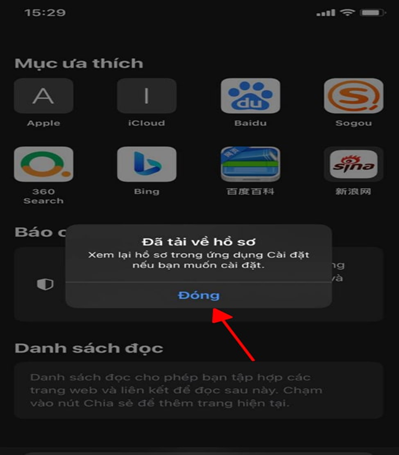 15:29
Mục ưa thích
A
I
du
S
Apple
iCloud
Baidu
Sogou
sina
360
Search
Bing
百度百科
新浪网
Báo c
Đã tải về hồ sơ
Xem lại hồ sơ trong ứng dụng Cài đặt
nếu bạn muốn cài đặt.
ng
và
Đóng
Danh sách đọc
Danh sách đọc cho phép bạn tập hợp các
trang web và liên kết để đọc sau này. Chạm
vào nút Chia sẻ để thêm trang hiện tại.